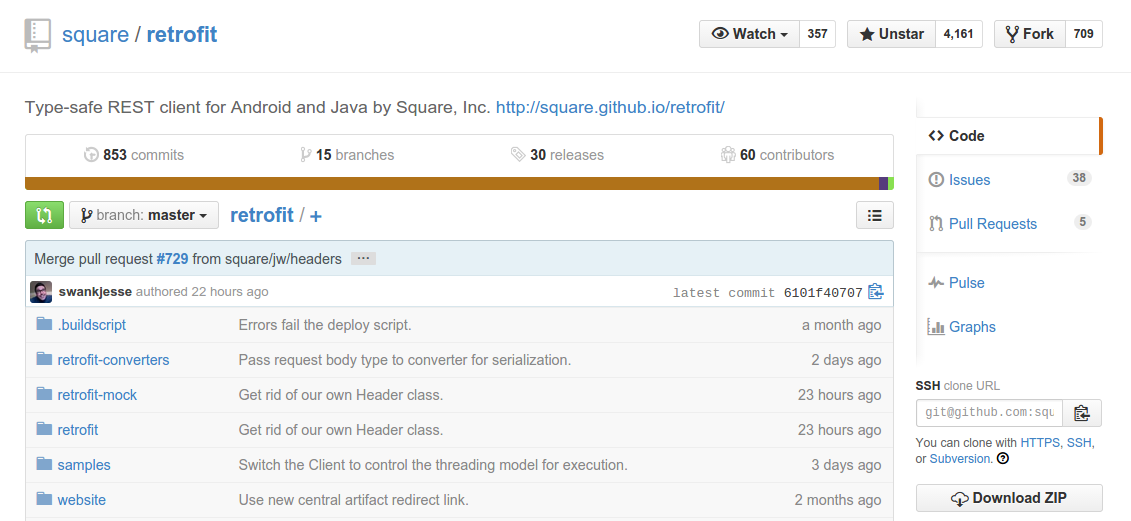 square / retrofit
Watch 357
Unstar 4,161
Fork 709
Type-safe REST client for Android and Java by Square, Inc. http://square.github.io/retrofit/
853 commits
15 branches
30 releases
60 contributors
branch: master
retrofit / +
Merge pull request #729 from square/jw/headers ...
swankjesse authored 22 hours ago
latest commit 6101f40707
.buildscript Errors fail the deploy script. a month ago
retrofit-converters Pass request body type to converter for serialization. 2 days ago
retrofit-mock Get rid of our own Header class. 23 hours ago
retrofit Get rid of our own Header class. 23 hours ago
samples Switch the Client to control the threading model for execution. 3 days ago
website Use new central artifact redirect link. 2 months ago
Code
Issues 38
Pull Requests 5
Pulse
Graphs
SSH clone URL
git@github.com:squ
You can clone with HTTPS, SSH,
or Subversion. ?
Download ZIP